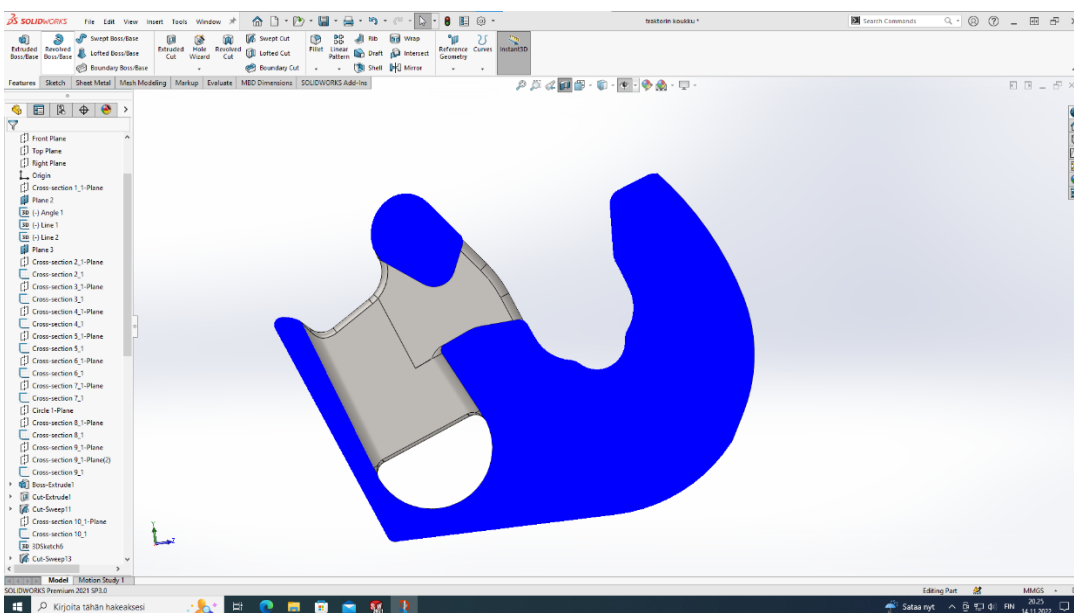 SOLIDWORKS File Edit View Insert Tools Window traktorin koukku * Search Commands
Extruded Boss/Base
Revolved Boss/Base
Swept Boss/Base
Lofted Boss/Base
Boundary Boss/Base
Extruded Cut
Hole Wizard
Revolved Cut
Swept Cut
Lofted Cut
Boundary Cut
Fillet
Linear Pattern
Rib
Draft
Shell
Wrap
Intersect
Mirror
Reference Geometry
Curves
Instant3D
Features Sketch Sheet Metal Mesh Modeling Markup Evaluate MBD Dimensions SOLIDWORKS Add-Ins
Front Plane
Top Plane
Right Plane
Origin
Cross-section 1_1-Plane
Plane 2
(-) Angle 1
(-) Line 1
(-) Line 2
Plane 3
Cross-section 2_1-Plane
Cross-section 2_1
Cross-section 3_1-Plane
Cross-section 3_1
Cross-section 4_1-Plane
Cross-section 4_1
Cross-section 5_1-Plane
Cross-section 5_1
Cross-section 6_1-Plane
Cross-section 6_1
Cross-section 7_1-Plane
Cross-section 7_1
Circle 1-Plane
Cross-section 8_1-Plane
Cross-section 8_1
Cross-section 9_1-Plane
Cross-section 9_1-Plane(2)
Cross-section 9_1
Boss-Extrude1
Cut-Extrude1
Cut-Sweep11
Cross-section 10_1-Plane
Cross-section 10_1
3DSketch6
Cut-Sweep13
Y
Z
Model Motion Study 1
SOLIDWORKS Premium 2021 SP3.0 Editing Part MMGS
Kirjoita tähän hakeaksesi Sataa nyt FIN 20.25
14.11.2022